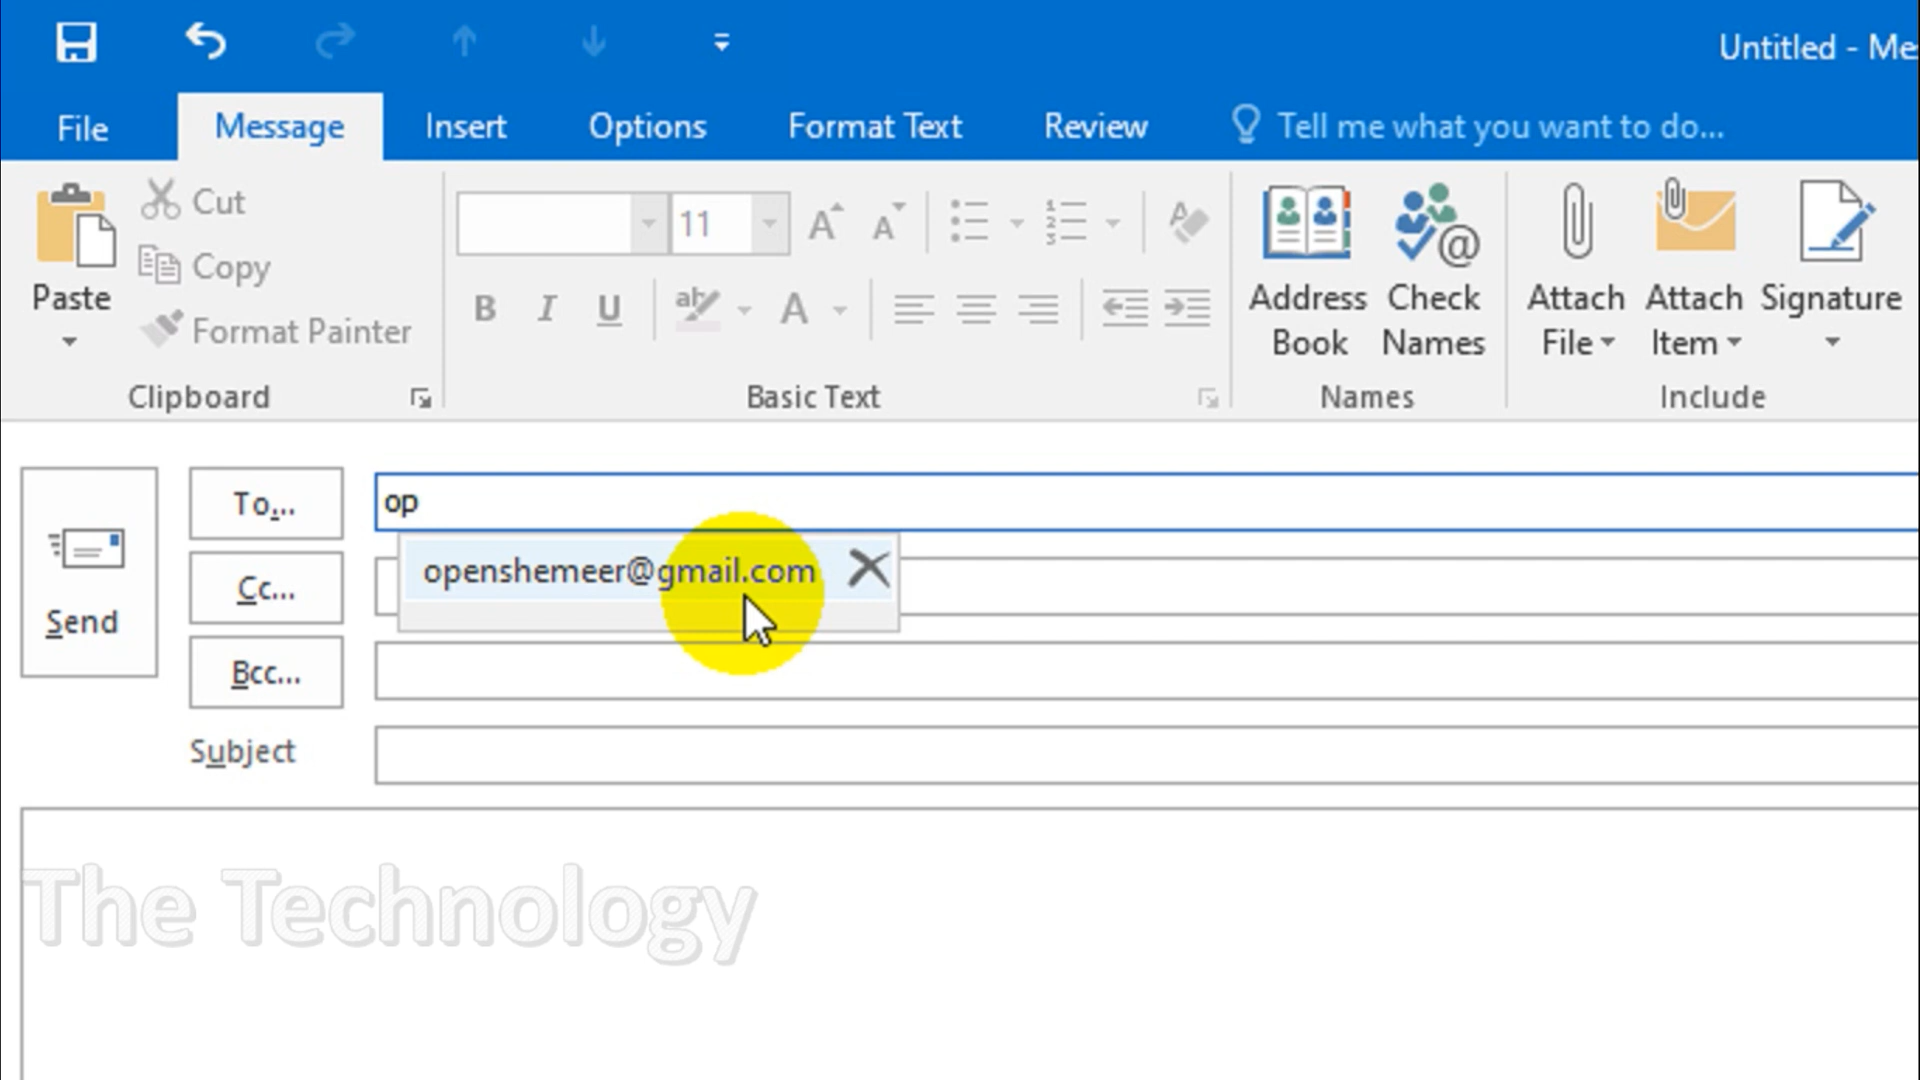 Untitled - Me
File Message Insert Options Format Text Review Tell me what you want to do...
Paste
Cut
Copy
Format Painter
Clipboard
11
B I U
Basic Text
Address Book
Check Names
Names
Attach File
Attach Item
Signature
Include
Send
To...
op
openshemeer@gmail.com
Cc...
Bcc...
Subject
The Technology